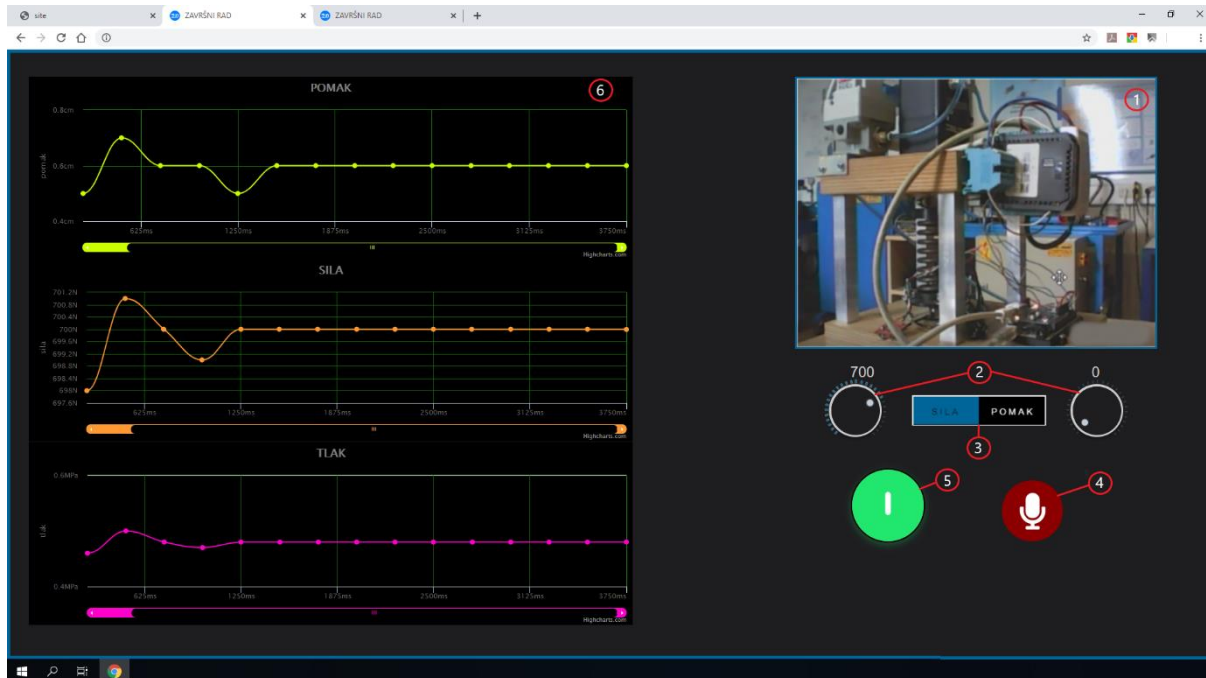 site
ZAVRŠNI RAD
ZAVRŠNI RAD
POMAK
6
0.8cm
0.6cm
0.4cm
pomak
625ms 1250ms 1875ms 2500ms 3125ms 3750ms
Highcharts.com
SILA
701.2N
700.8N
700.4N
700N
699.6N
699.2N
698.8N
698.4N
698N
697.6N
sila
625ms 1250ms 1875ms 2500ms 3125ms 3750ms
Highcharts.com
TLAK
0.6MPa
0.4MPa
tlak
625ms 1250ms 1875ms 2500ms 3125ms 3750ms
Highcharts.com
1
700 2 0
SILA POMAK
3
5 4